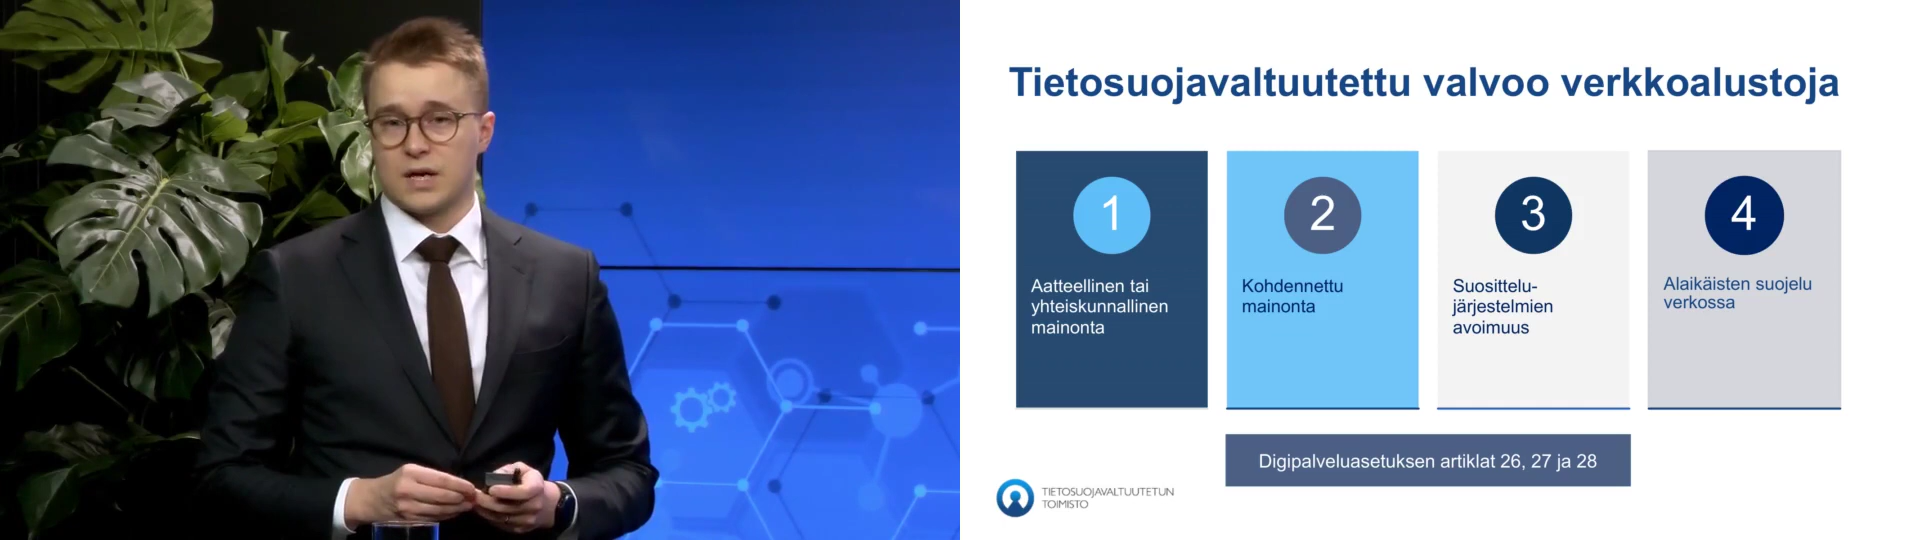 Tietosuojavaltuutettu valvoo verkkoalustoja
1
Aatteellinen tai
yhteiskunnallinen
mainonta
2
Kohdennettu
mainonta
3
Suosittelu-
järjestelmien
avoimuus
4
Alaikäisten suojelu
verkossa
Digipalveluasetuksen artiklat 26, 27 ja 28
TIETOSUOJAVALTUUTETUN
TOIMISTO